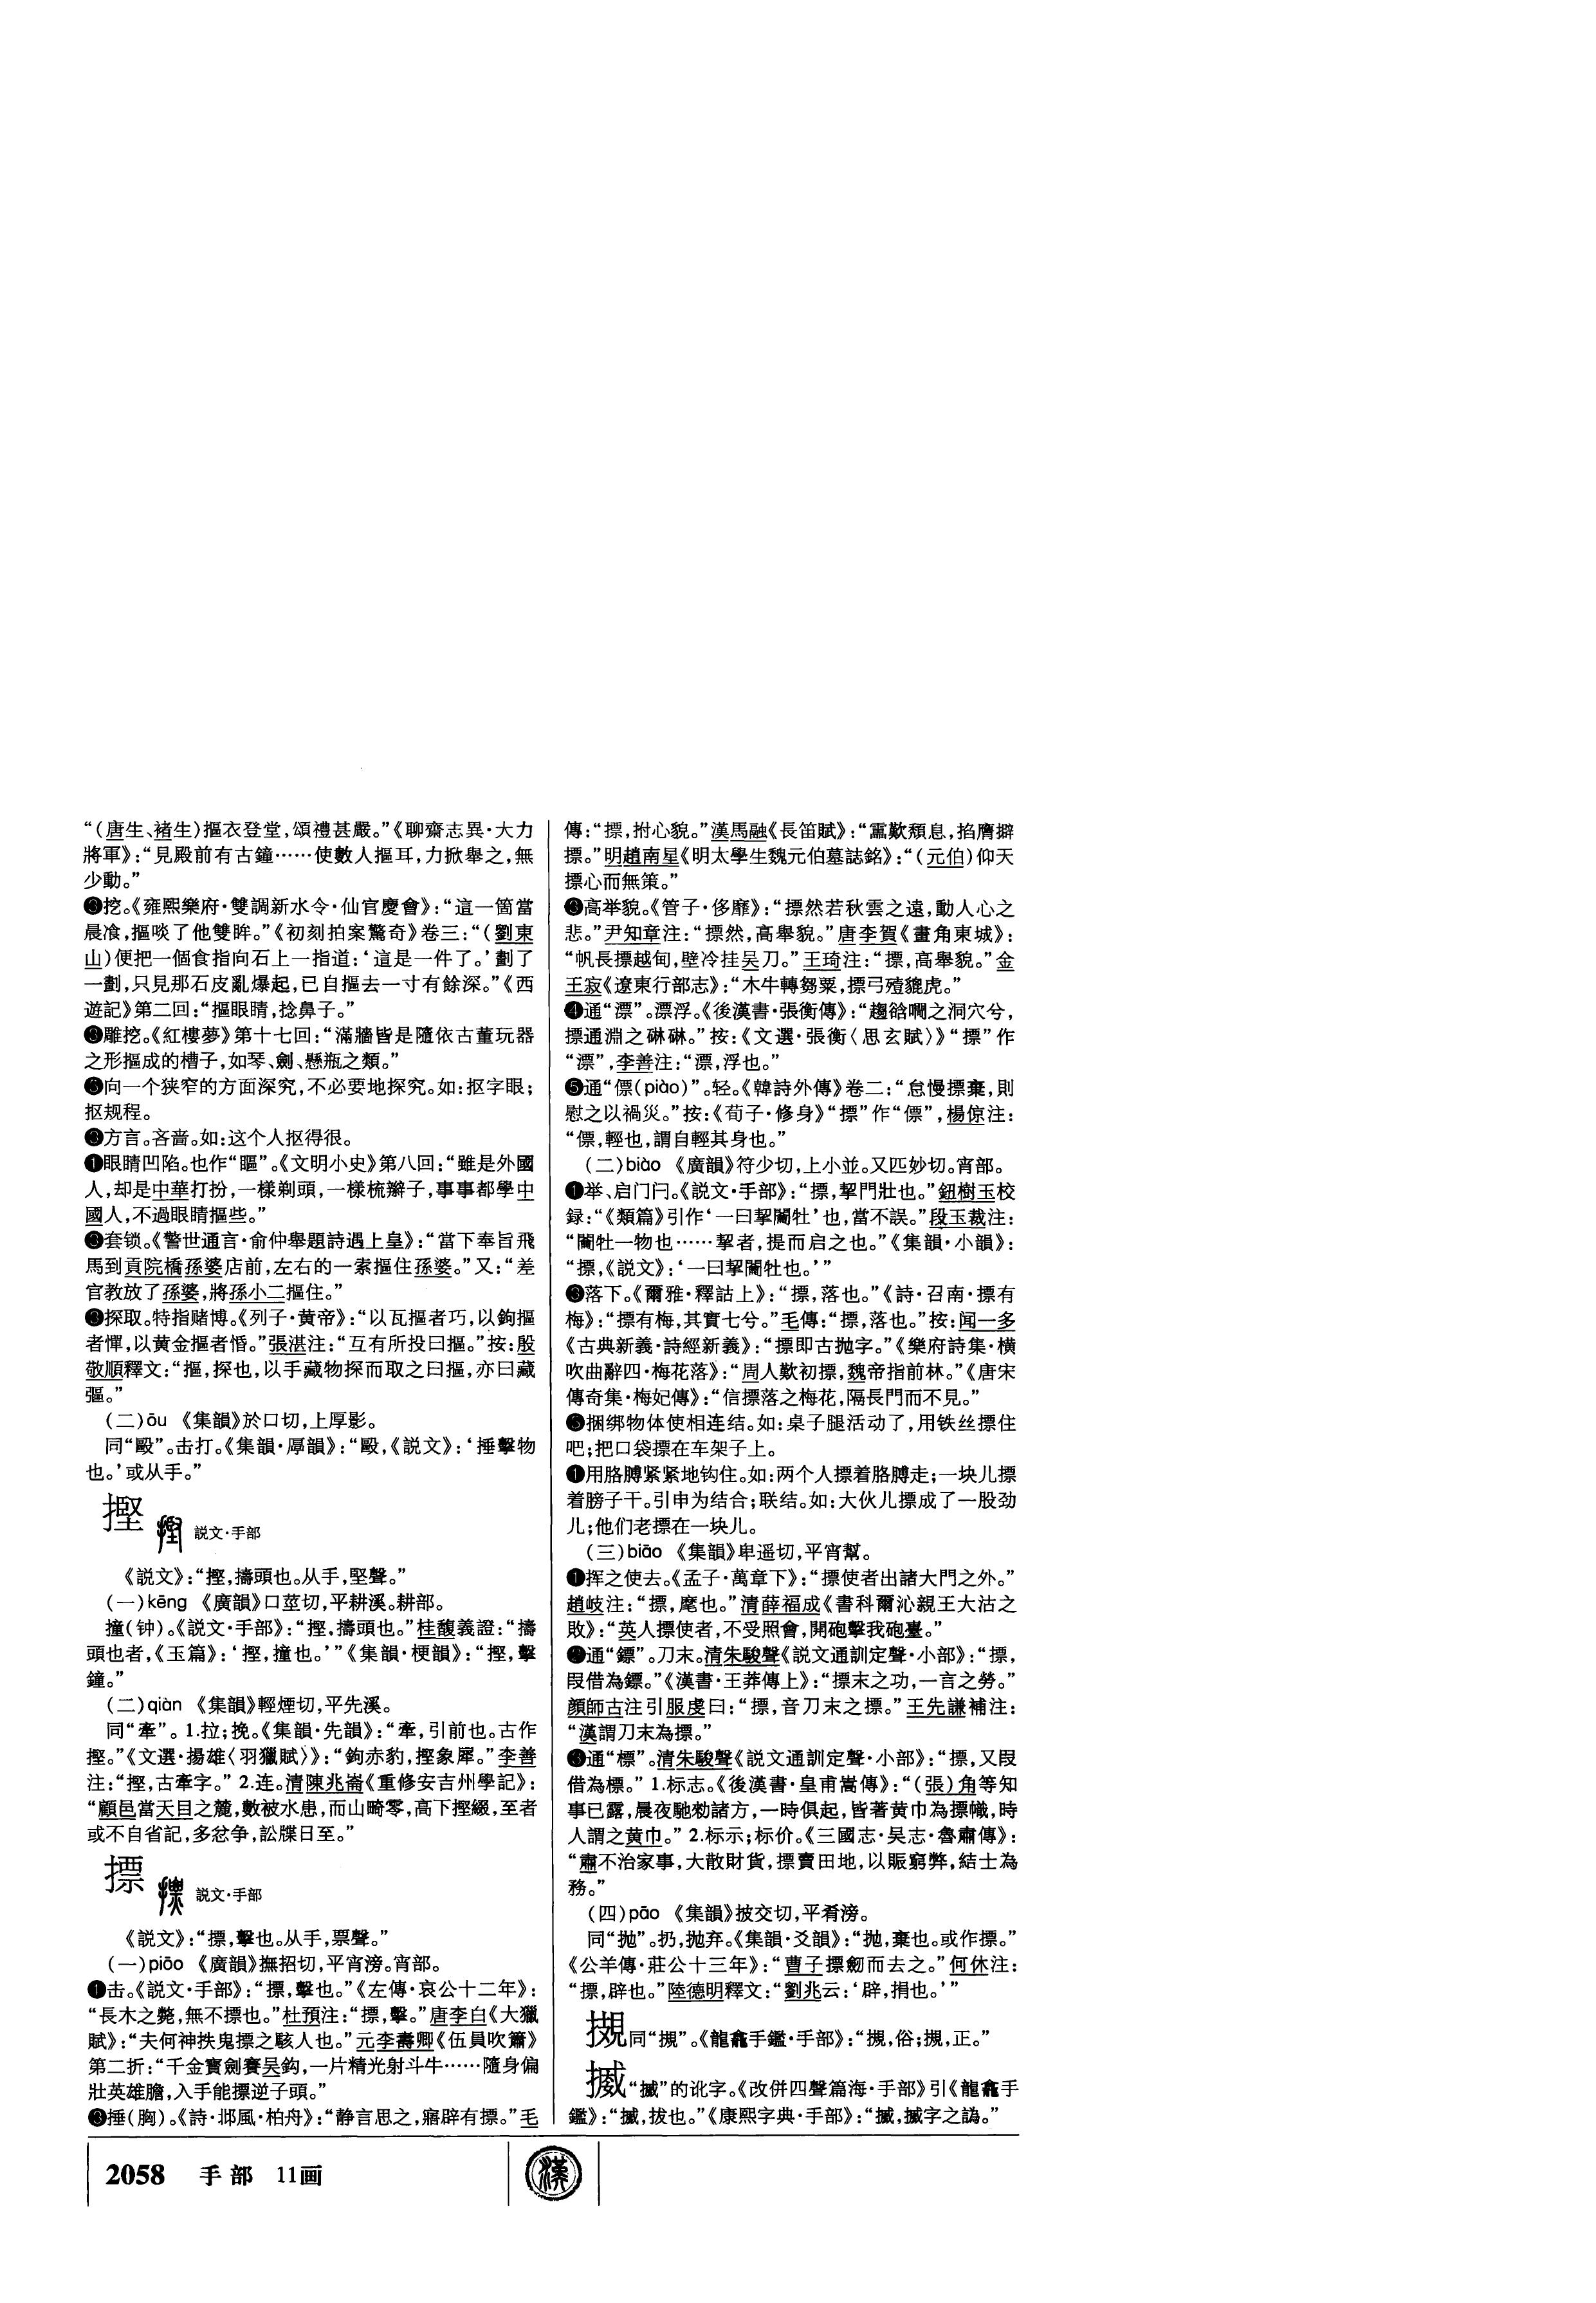 “（唐生、褚生）摳衣登堂，頌禮甚嚴。”《聊齋志異·大力
將軍》：“見殿前有古鐘……使數人摳耳，力掀舉之，無
少動。”
❸挖。《雍熙樂府·雙調新水令·仙官慶會》：“這一箇當
晨飡，摳啖了他雙眸。”《初刻拍案驚奇》卷三：“（劉東
山）便把一個食指向石上一指道：‘這是一件了。’劃了
一劃，只見那石皮亂爆起，已自摳去一寸有餘深。”《西
遊記》第二回：“摳眼睛，捻鼻子。”
❸雕挖。《紅樓夢》第十七回：“滿牆皆是隨依古董玩器
之形摳成的槽子，如琴、劍、懸瓶之類。”
❺向一个狭窄的方面深究，不必要地探究。如：抠字眼；
抠规程。
❸方言。吝啬。如：这个人抠得很。
❶眼睛凹陷。也作“瞘”。《文明小史》第八回：“雖是外國
人，却是中華打扮，一樣剃頭，一樣梳辮子，事事都學中
國人，不過眼睛摳些。”
❸套锁。《警世通言·俞仲舉題詩遇上皇》：“當下奉旨飛
馬到貢院橋孫婆店前，左右的一索摳住孫婆。”又：“差
官教放了孫婆，將孫小二摳住。”
❸探取。特指赌博。《列子·黄帝》：“以瓦摳者巧，以鉤摳
者憚，以黄金摳者惛。”張湛注：“互有所投曰摳。”按：殷
敬順釋文：“摳，探也，以手藏物探而取之曰摳，亦曰藏
彄。”
（二）ōu 《集韻》於口切，上厚影。
同“毆”。击打。《集韻·厚韻》：“毆，《説文》：‘捶擊物
也。’或从手。”
摼 説文·手部
《説文》：“摼，擣頭也。从手，堅聲。”
（一）kēng 《廣韻》口莖切，平耕溪。耕部。
撞（钟）。《説文·手部》：“摼，擣頭也。”桂馥義證：“擣
頭也者，《玉篇》：‘摼，撞也。’”《集韻·梗韻》：“摼，擊
鐘。”
（二）qiàn 《集韻》輕煙切，平先溪。
同“牽”。1.拉；挽。《集韻·先韻》：“牽，引前也。古作
摼。”《文選·揚雄〈羽獵賦〉》：“鉤赤豹，摼象犀。”李善
注：“摼，古牽字。”2.连。清陳兆崙《重修安吉州學記》：
“顧邑當天目之麓，數被水患，而山畸零，高下摼綴，至者
或不自省記，多忿争，訟牒日至。”
摽 説文·手部
《説文》：“摽，擊也。从手，票聲。”
（一）piāo 《廣韻》撫招切，平宵滂。宵部。
❶击。《説文·手部》：“摽，擊也。”《左傳·哀公十二年》：
“長木之斃，無不摽也。”杜預注：“摽，擊。”唐李白《大獵
賦》：“夫何神抶鬼摽之駭人也。”元李壽卿《伍員吹簫》
第二折：“千金寶劍賽吴鈎，一片精光射斗牛……隨身偏
壯英雄膽，入手能摽逆子頭。”
❸捶（胸）。《詩·邶風·柏舟》：“静言思之，寤辟有摽。”毛
傳：“摽，拊心貌。”漢馬融《長笛賦》：“靁歎頹息，掐膺擗
摽。”明趙南星《明太學生魏元伯墓誌銘》：“（元伯）仰天
摽心而無策。”
❸高举貌。《管子·侈靡》：“摽然若秋雲之遠，動人心之
悲。”尹知章注：“摽然，高舉貌。”唐李賀《畫角東城》：
“帆長摽越甸，壁冷挂吴刀。”王琦注：“摽，高舉貌。”金
王寂《遼東行部志》：“木牛轉芻粟，摽弓殪貔虎。”
❹通“漂”。漂浮。《後漢書·張衡傳》：“趨谽㘎之洞穴兮，
摽通淵之碄碄。”按：《文選·張衡〈思玄賦〉》“摽”作
“漂”，李善注：“漂，浮也。”
❺通“僄（piào）”。轻。《韓詩外傳》卷二：“怠慢摽棄，則
慰之以禍災。”按：《荀子·修身》“摽”作“僄”，楊倞注：
“僄，輕也，謂自輕其身也。”
（二）biào 《廣韻》符少切，上小並。又匹妙切。宵部。
❶举、启门闩。《説文·手部》：“摽，挈門壯也。”鈕樹玉校
録：“《類篇》引作‘一曰挈闑牡’也，當不誤。”段玉裁注：
“闑牡一物也……挈者，提而启之也。”《集韻·小韻》：
“摽，《説文》：‘一曰挈闑牡也。’”
❸落下。《爾雅·釋詁上》：“摽，落也。”《詩·召南·摽有
梅》：“摽有梅，其實七兮。”毛傳：“摽，落也。”按：闻一多
《古典新義·詩經新義》：“摽即古抛字。”《樂府詩集·横
吹曲辭四·梅花落》：“周人歎初摽，魏帝指前林。”《唐宋
傳奇集·梅妃傳》：“信摽落之梅花，隔長門而不見。”
❸捆绑物体使相连结。如：桌子腿活动了，用铁丝摽住
吧；把口袋摽在车架子上。
❶用胳膊紧紧地钩住。如：两个人摽着胳膊走；一块儿摽
着膀子干。引申为结合；联结。如：大伙儿摽成了一股劲
儿；他们老摽在一块儿。
（三）biāo 《集韻》卑遥切，平宵幫。
❶挥之使去。《孟子·萬章下》：“摽使者出諸大門之外。”
趙岐注：“摽，麾也。”清薛福成《書科爾沁親王大沽之
敗》：“英人摽使者，不受照會，開砲擊我砲臺。”
❷通“鏢”。刀末。清朱駿聲《説文通訓定聲·小部》：“摽，
叚借為鏢。”《漢書·王莽傳上》：“摽末之功，一言之勞。”
顔師古注引服虔曰：“摽，音刀末之摽。”王先謙補注：
“漢謂刀末為摽。”
❸通“標”。清朱駿聲《説文通訓定聲·小部》：“摽，又叚
借為標。”1.标志。《後漢書·皇甫嵩傳》：“（張）角等知
事已露，晨夜馳勑諸方，一時俱起，皆著黄巾為摽幟，時
人謂之黄巾。”2.标示；标价。《三國志·吴志·魯肅傳》：
“肅不治家事，大散財貨，摽賣田地，以賑窮弊，結士為
務。”
（四）pāo 《集韻》披交切，平肴滂。
同“抛”。扔，抛弃。《集韻·爻韻》：“抛，棄也。或作摽。”
《公羊傳·莊公十三年》：“曹子摽劒而去之。”何休注：
“摽，辟也。”陸德明釋文：“劉兆云：‘辟，捐也。’”
同“摫”。《龍龕手鑑·手部》：“摫，俗；摫，正。”
“搣”的讹字。《改併四聲篇海·手部》引《龍龕手
鑑》：“搣，拔也。”《康熙字典·手部》：“搣，搣字之譌。”
2058 手部 11画
漢